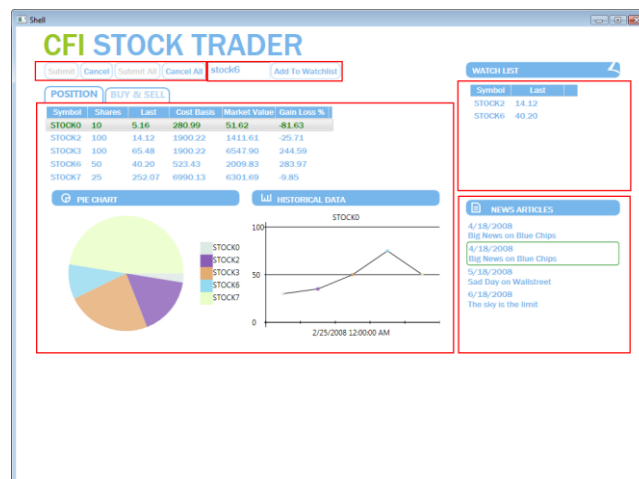 Shell
CFI STOCK TRADER
Submit Cancel Submit All Cancel All stock6 Add To Watchlist
WATCH LIST
Symbol Last
STOCK2 14.12
STOCK6 40.20
POSITION BUY & SELL
Symbol Shares Last Cost Basis Market Value Gain Loss %
STOCK0 10 5.16 280.99 51.62 -81.63
STOCK2 100 14.12 1900.22 1411.61 -25.71
STOCK3 100 65.48 1900.22 6547.90 244.59
STOCK6 50 40.20 523.43 2009.83 283.97
STOCK7 25 252.07 6990.13 6301.69 -9.85
PIE CHART
STOCK0
STOCK2
STOCK3
STOCK6
STOCK7
HISTORICAL DATA
STOCK0
100
50
0
2/25/2008 12:00:00 AM
NEWS ARTICLES
4/18/2008
Big News on Blue Chips
4/18/2008
Big News on Blue Chips
5/18/2008
Sad Day on Wallstreet
6/18/2008
The sky is the limit